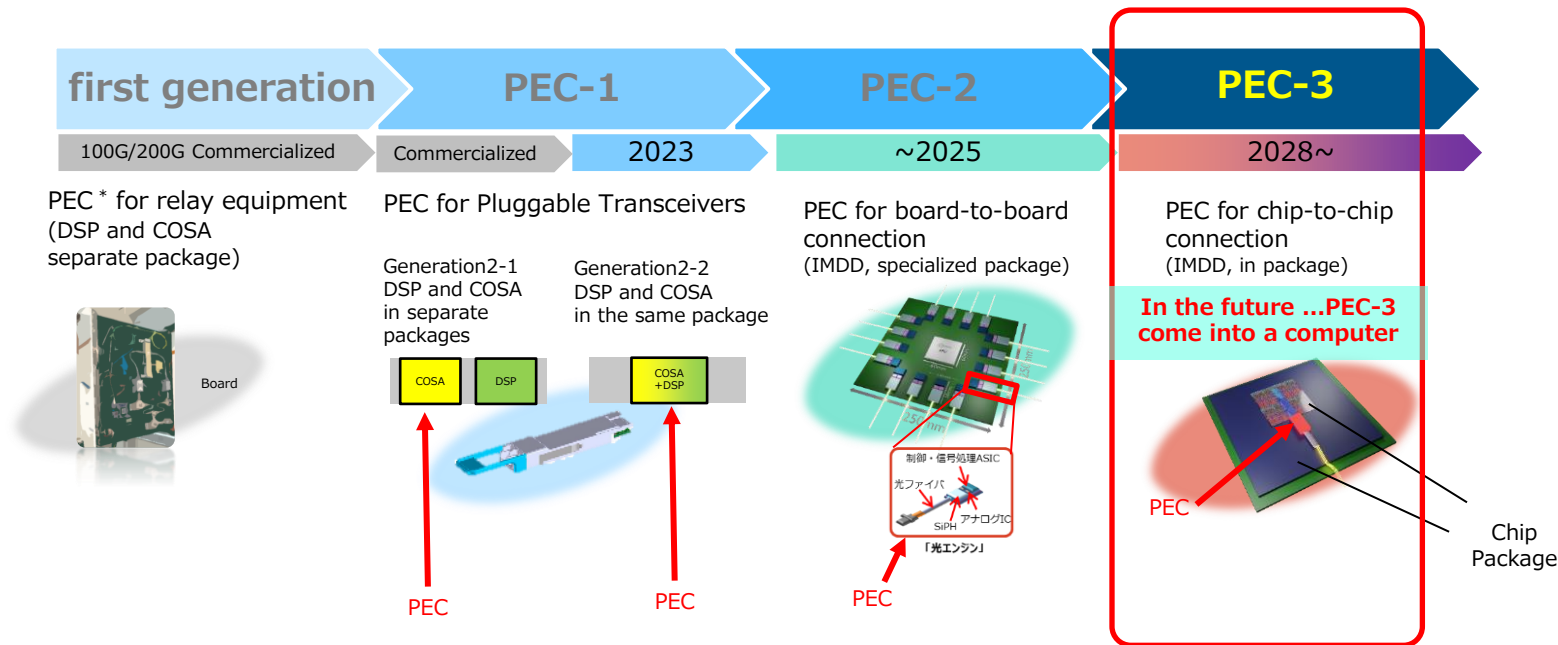 first generation
PEC-1
PEC-2
PEC-3
100G/200G Commercialized
Commercialized
2023
~2025
2028~
PEC * for relay equipment
(DSP and COSA
separate package)
Board
PEC for Pluggable Transceivers
Generation2-1
DSP and COSA
in separate
packages
COSA
DSP
PEC
Generation2-2
DSP and COSA
in the same package
COSA
+DSP
PEC
PEC for board-to-board
connection
(IMDD, specialized package)
250 mm
制御・信号処理ASIC
光ファイバ
アナログIC
SiPH
「光エンジン」
PEC
PEC for chip-to-chip
connection
(IMDD, in package)
In the future ...PEC-3
come into a computer
PEC
Chip
Package